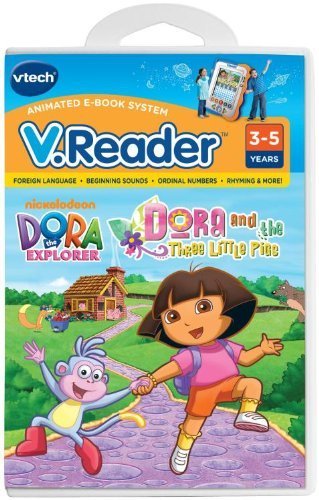 vtech
ANIMATED E-BOOK SYSTEM
V.Reader™
3-5
YEARS
FOREIGN LANGUAGE • BEGINNING SOUNDS • ORDINAL NUMBERS • RHYMING & MORE!
nickelodeon
DORA
the
EXPLORER
DORA and the
Three Little Pigs